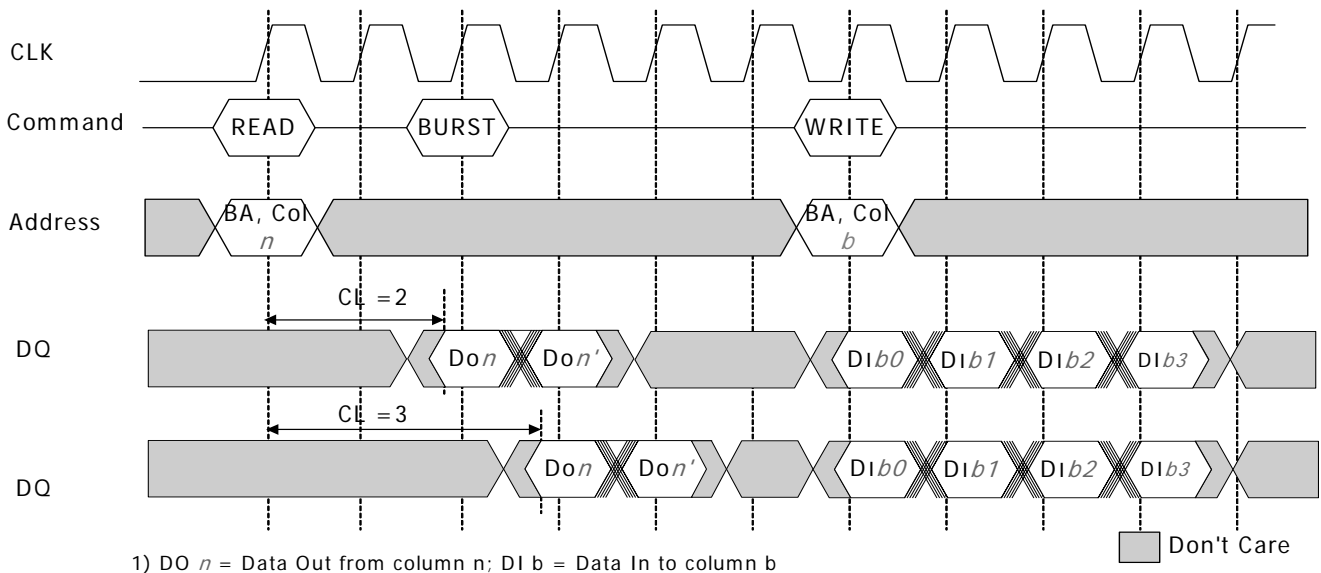 CLK
Command READ BURST WRITE
Address BA, Col n BA, Col b
CL =2
DQ Don Don' DIb0 DIb1 DIb2 DIb3
CL =3
DQ Don Don' DIb0 DIb1 DIb2 DIb3
Don't Care
1) DO n = Data Out from column n; DI b = Data In to column b